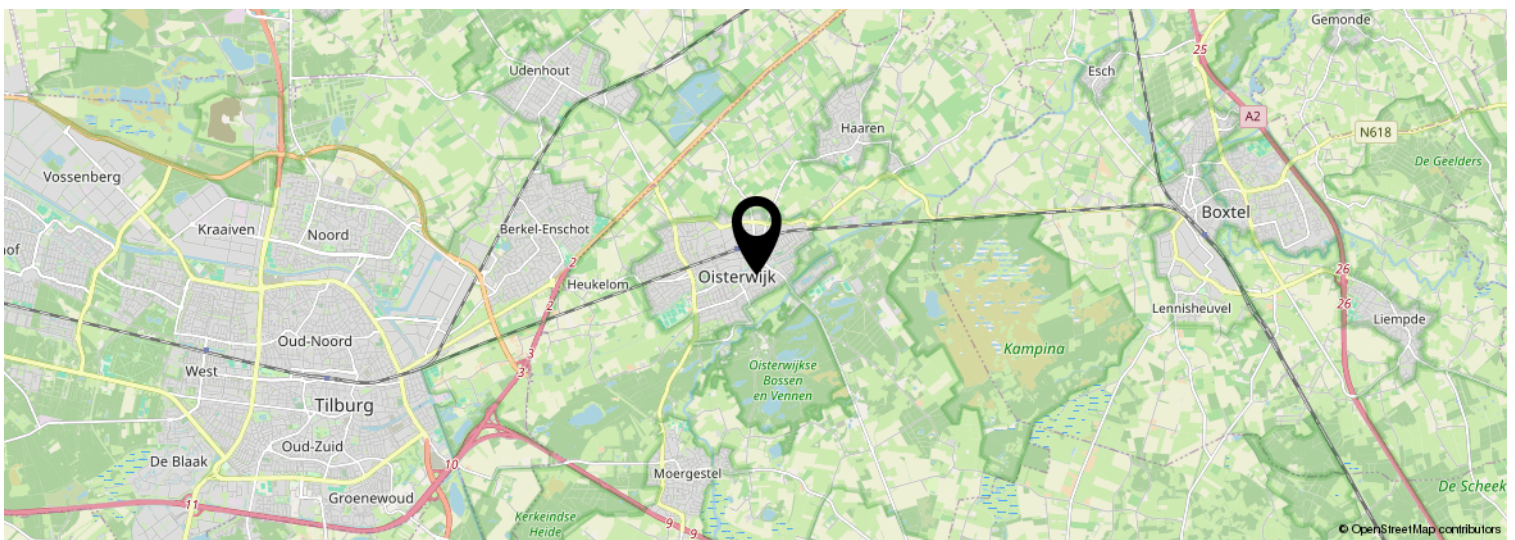 Gemonde
25
Udenhout
Esch
A2
Haaren
N618
De Geelders
Vossenberg
Kraaiven
Noord
Berkel-Enschot
Boxtel
hof
2
Heukelom
Oisterwijk
26
2
26
Lennisheuvel
Liempde
Oud-Noord
3
Kampina
West
3
Oisterwijkse
Bossen
en Vennen
Tilburg
Oud-Zuid
De Blaak
10
Moergestel
Groenewoud
11
De Scheek
Kerkeindse
Heide
9
9
© OpenStreetMap contributors